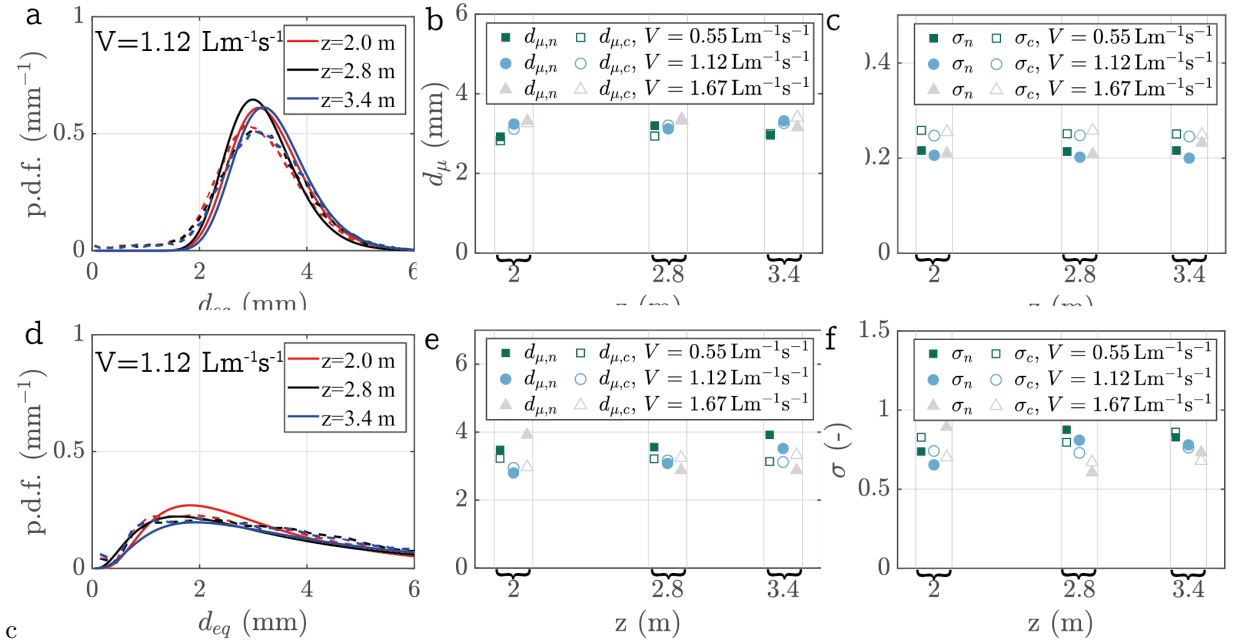 a
1
V=1.12 Lm⁻¹s⁻¹
z=2.0 m
z=2.8 m
z=3.4 m
0.5
0
p.d.f. (mm⁻¹)
0 2 4 6
d_eq (mm)
b
6
4
2
0
d_μ (mm)
d_μ,n d_μ,c, V = 0.55 Lm⁻¹s⁻¹
d_μ,n d_μ,c, V = 1.12 Lm⁻¹s⁻¹
d_μ,n d_μ,c, V = 1.67 Lm⁻¹s⁻¹
2 2.8 3.4
z (m)
c
0.4
0.2
0
σ_n σ_c, V = 0.55 Lm⁻¹s⁻¹
σ_n σ_c, V = 1.12 Lm⁻¹s⁻¹
σ_n σ_c, V = 1.67 Lm⁻¹s⁻¹
2 2.8 3.4
z (m)
d
1
V=1.12 Lm⁻¹s⁻¹
z=2.0 m
z=2.8 m
z=3.4 m
0.5
0
p.d.f. (mm⁻¹)
0 2 4 6
d_eq (mm)
e
6
4
2
0
d_μ,n d_μ,c, V = 0.55 Lm⁻¹s⁻¹
d_μ,n d_μ,c, V = 1.12 Lm⁻¹s⁻¹
d_μ,n d_μ,c, V = 1.67 Lm⁻¹s⁻¹
2 2.8 3.4
z (m)
f
1.5
1
0.5
0
σ (-)
σ_n σ_c, V = 0.55 Lm⁻¹s⁻¹
σ_n σ_c, V = 1.12 Lm⁻¹s⁻¹
σ_n σ_c, V = 1.67 Lm⁻¹s⁻¹
2 2.8 3.4
z (m)
c